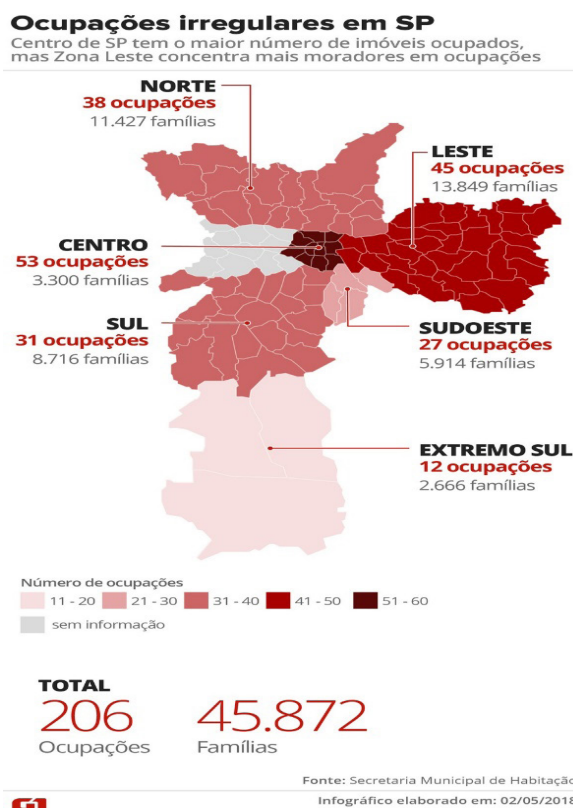 Ocupações irregulares em SP
Centro de SP tem o maior número de imóveis ocupados,
mas Zona Leste concentra mais moradores em ocupações
NORTE
38 ocupações
11.427 famílias
LESTE
45 ocupações
13.849 famílias
CENTRO
53 ocupações
3.300 famílias
SUL
31 ocupações
8.716 famílias
SUDOESTE
27 ocupações
5.914 famílias
EXTREMO SUL
12 ocupações
2.666 famílias
Número de ocupações
11 - 20
21 - 30
31 - 40
41 - 50
51 - 60
sem informação
TOTAL
206
Ocupações
45.872
Famílias
Fonte: Secretaria Municipal de Habitação
Infográfico elaborado em: 02/05/2018
G1